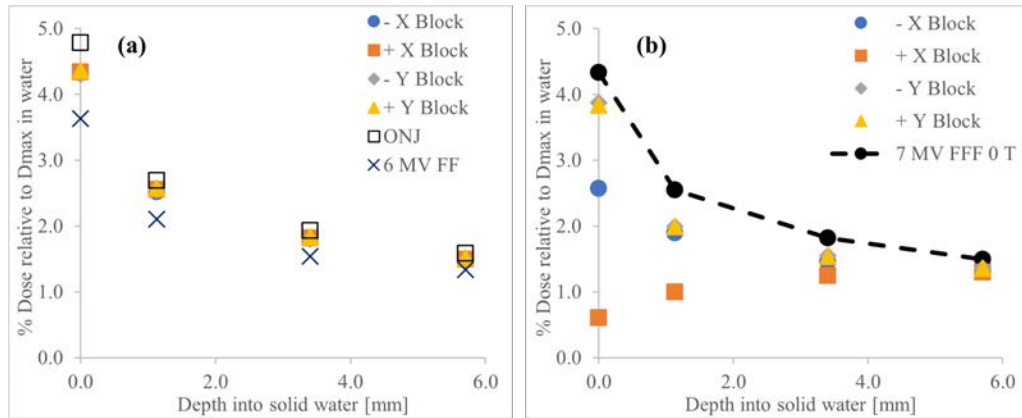 % Dose relative to Dmax in water
5.0
4.0
3.0
2.0
1.0
0.0
(a)
- X Block
+ X Block
- Y Block
+ Y Block
ONJ
6 MV FF
0.0 2.0 4.0 6.0
Depth into solid water [mm]
% Dose relative to Dmax in water
5.0
4.0
3.0
2.0
1.0
0.0
(b)
- X Block
+ X Block
- Y Block
+ Y Block
7 MV FFF 0 T
0.0 2.0 4.0 6.0
Depth into solid water [mm]